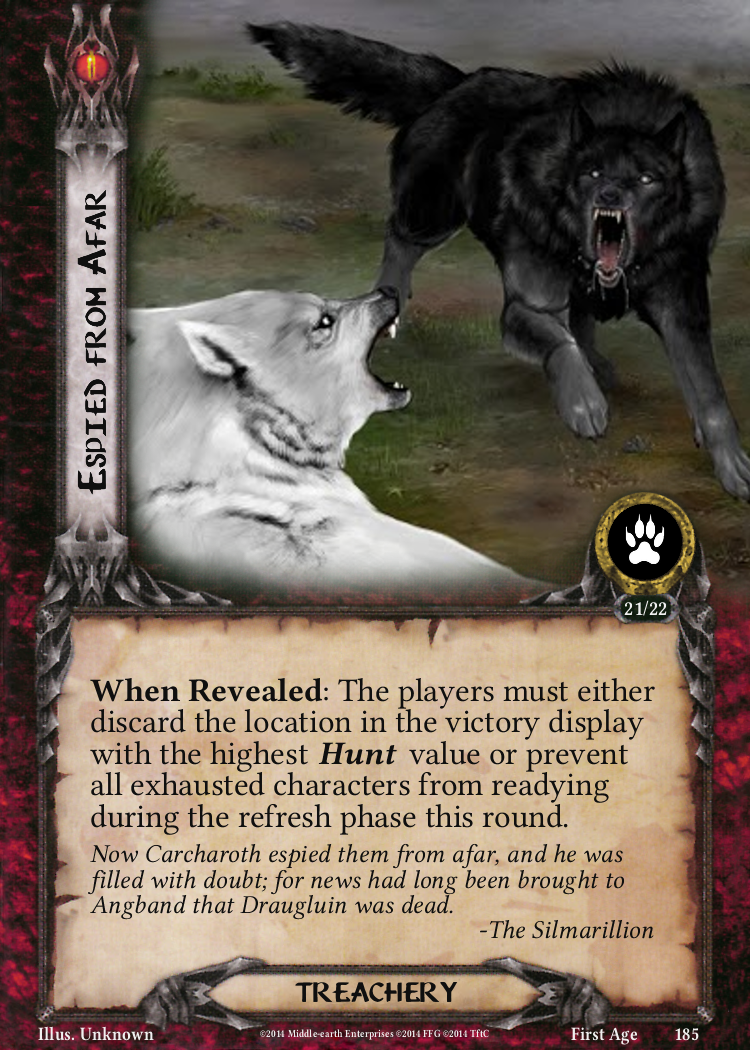 Espied from Afar
21/22
When Revealed: The players must either
discard the location in the victory display
with the highest Hunt value or prevent
all exhausted characters from readying
during the refresh phase this round.
Now Carcharoth espied them from afar, and he was
filled with doubt; for news had long been brought to
Angband that Draugluin was dead.
-The Silmarillion
TREACHERY
Illus. Unknown ©2014 Middle-earth Enterprises ©2014 FFG ©2014 TftC First Age 185